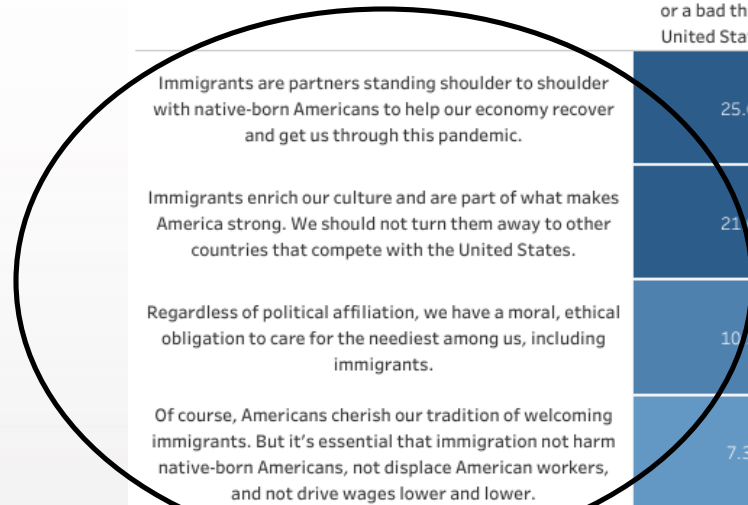 or a bad
United
Immigrants are partners standing shoulder to shoulder
with native-born Americans to help our economy recover
and get us through this pandemic.
Immigrants enrich our culture and are part of what makes
America strong. We should not turn them away to other
countries that compete with the United States.
Regardless of political affiliation, we have a moral, ethical
obligation to care for the neediest among us, including
immigrants.
Of course, Americans cherish our tradition of welcoming
immigrants. But it’s essential that immigration not harm
native-born Americans, not displace American workers,
and not drive wages lower and lower.